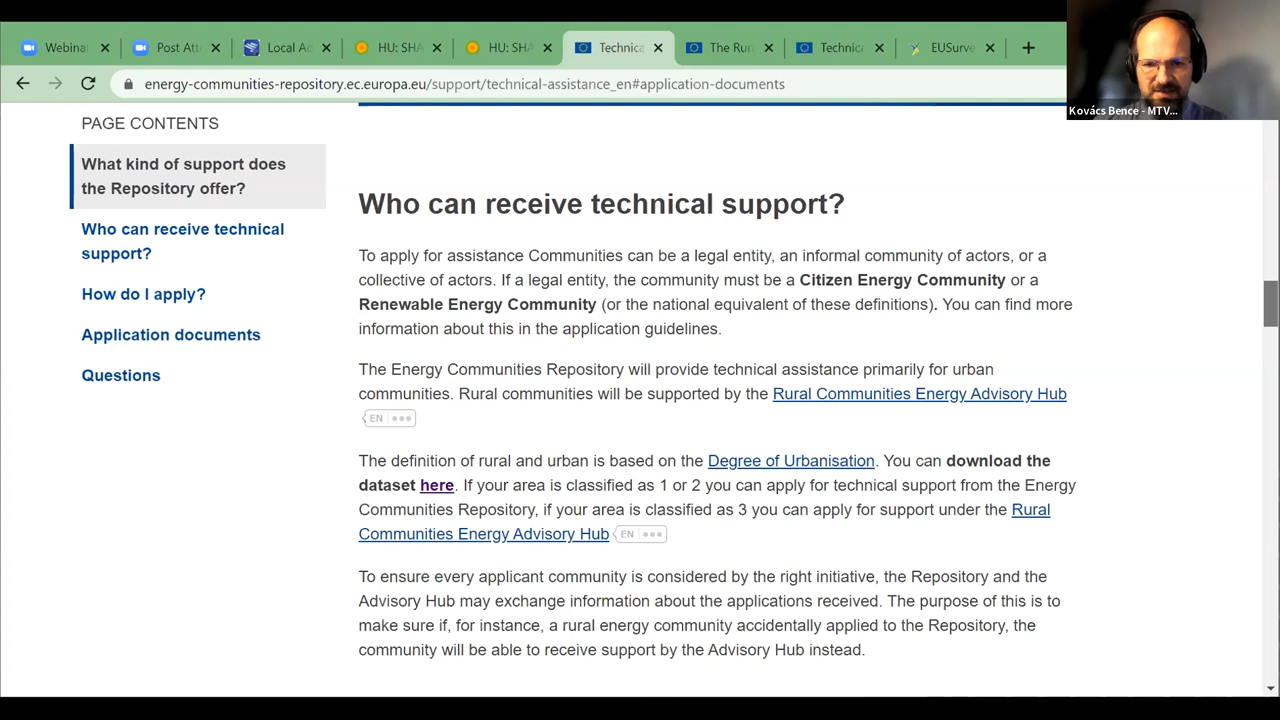 Webinar
Post Att
Local Ac
HU: SHA
HU: SHA
Technica
The Rur
Technic
EUSurve
energy-communities-repository.ec.europa.eu/support/technical-assistance_en#application-documents
Kovács Bence - MTV...
PAGE CONTENTS
What kind of support does
the Repository offer?
Who can receive technical
support?
How do I apply?
Application documents
Questions
Who can receive technical support?
To apply for assistance Communities can be a legal entity, an informal community of actors, or a
collective of actors. If a legal entity, the community must be a Citizen Energy Community or a
Renewable Energy Community (or the national equivalent of these definitions). You can find more
information about this in the application guidelines.
The Energy Communities Repository will provide technical assistance primarily for urban
communities. Rural communities will be supported by the Rural Communities Energy Advisory Hub
EN
The definition of rural and urban is based on the Degree of Urbanisation. You can download the
dataset here. If your area is classified as 1 or 2 you can apply for technical support from the Energy
Communities Repository, if your area is classified as 3 you can apply for support under the Rural
Communities Energy Advisory Hub EN
To ensure every applicant community is considered by the right initiative, the Repository and the
Advisory Hub may exchange information about the applications received. The purpose of this is to
make sure if, for instance, a rural energy community accidentally applied to the Repository, the
community will be able to receive support by the Advisory Hub instead.